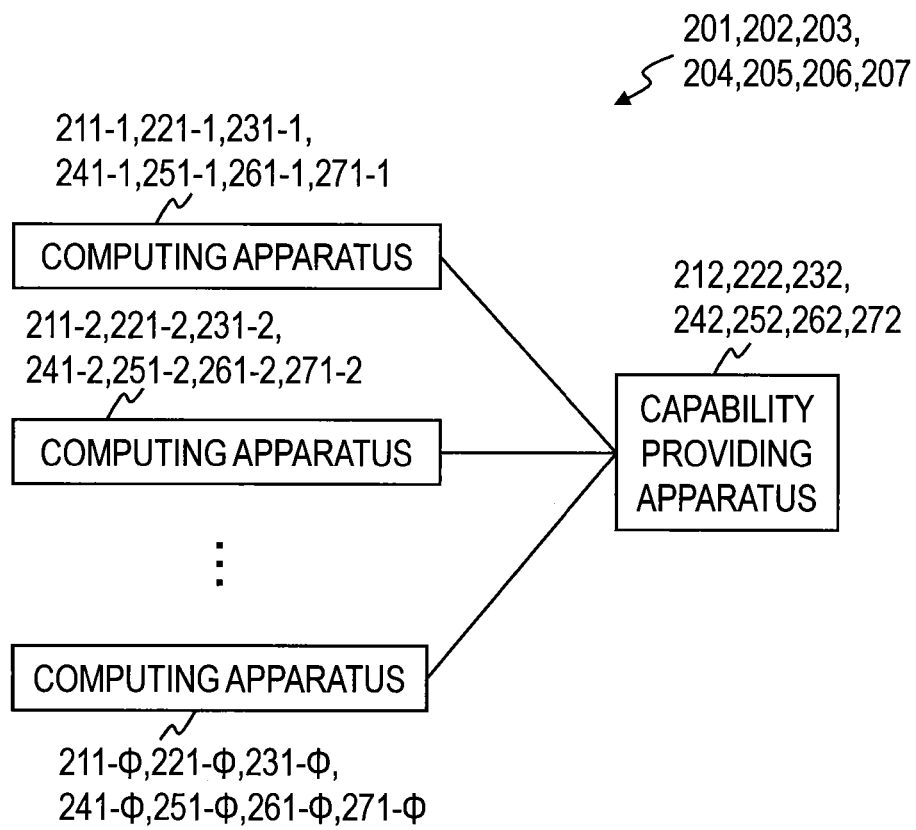 201,202,203,
204,205,206,207
211-1,221-1,231-1,
241-1,251-1,261-1,271-1
COMPUTING APPARATUS
212,222,232,
242,252,262,272
211-2,221-2,231-2,
241-2,251-2,261-2,271-2
CAPABILITY
PROVIDING
APPARATUS
COMPUTING APPARATUS
COMPUTING APPARATUS
211-Φ,221-Φ,231-Φ,
241-Φ,251-Φ,261-Φ,271-Φ